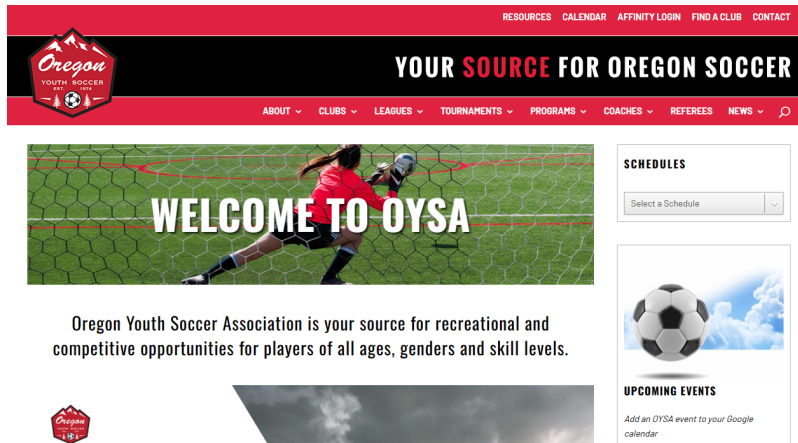 RESOURCES CALENDAR AFFINITY LOGIN FIND A CLUB CONTACT
Oregon
YOUTH SOCCER
EST. 1974
YOUR SOURCE FOR OREGON SOCCER
ABOUT CLUBS LEAGUES TOURNAMENTS PROGRAMS COACHES REFEREES NEWS
WELCOME TO OYSA
SCHEDULES
Select a Schedule
Oregon Youth Soccer Association is your source for recreational and
competitive opportunities for players of all ages, genders and skill levels.
UPCOMING EVENTS
Add an OYSA event to your Google
calendar
Oregon
YOUTH SOCCER